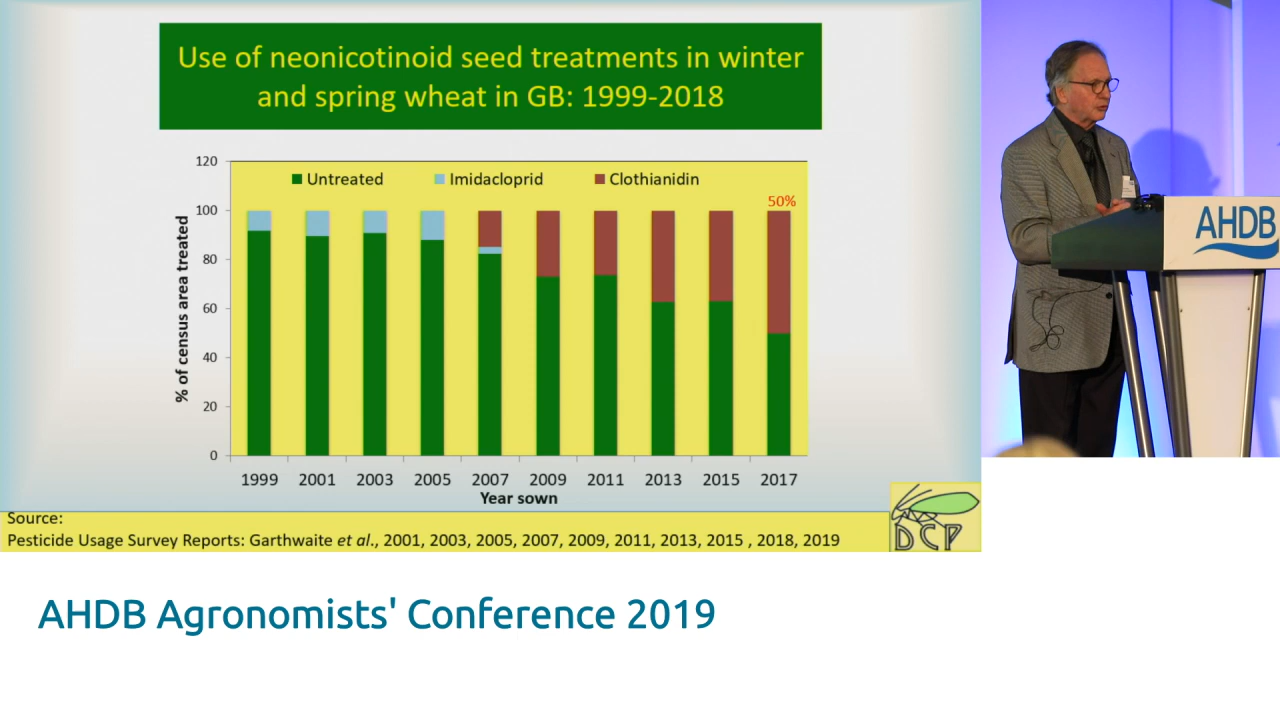 Use of neonicotinoid seed treatments in winter
and spring wheat in GB: 1999-2018
120
Untreated
Imidacloprid
Clothianidin
50%
100
80
60
40
20
0
% of census area treated
1999 2001 2003 2005 2007 2009 2011 2013 2015 2017
Year sown
Source:
Pesticide Usage Survey Reports: Garthwaite et al., 2001, 2003, 2005, 2007, 2009, 2011, 2013, 2015 , 2018, 2019
DCP
AHDB
AHDB Agronomists' Conference 2019